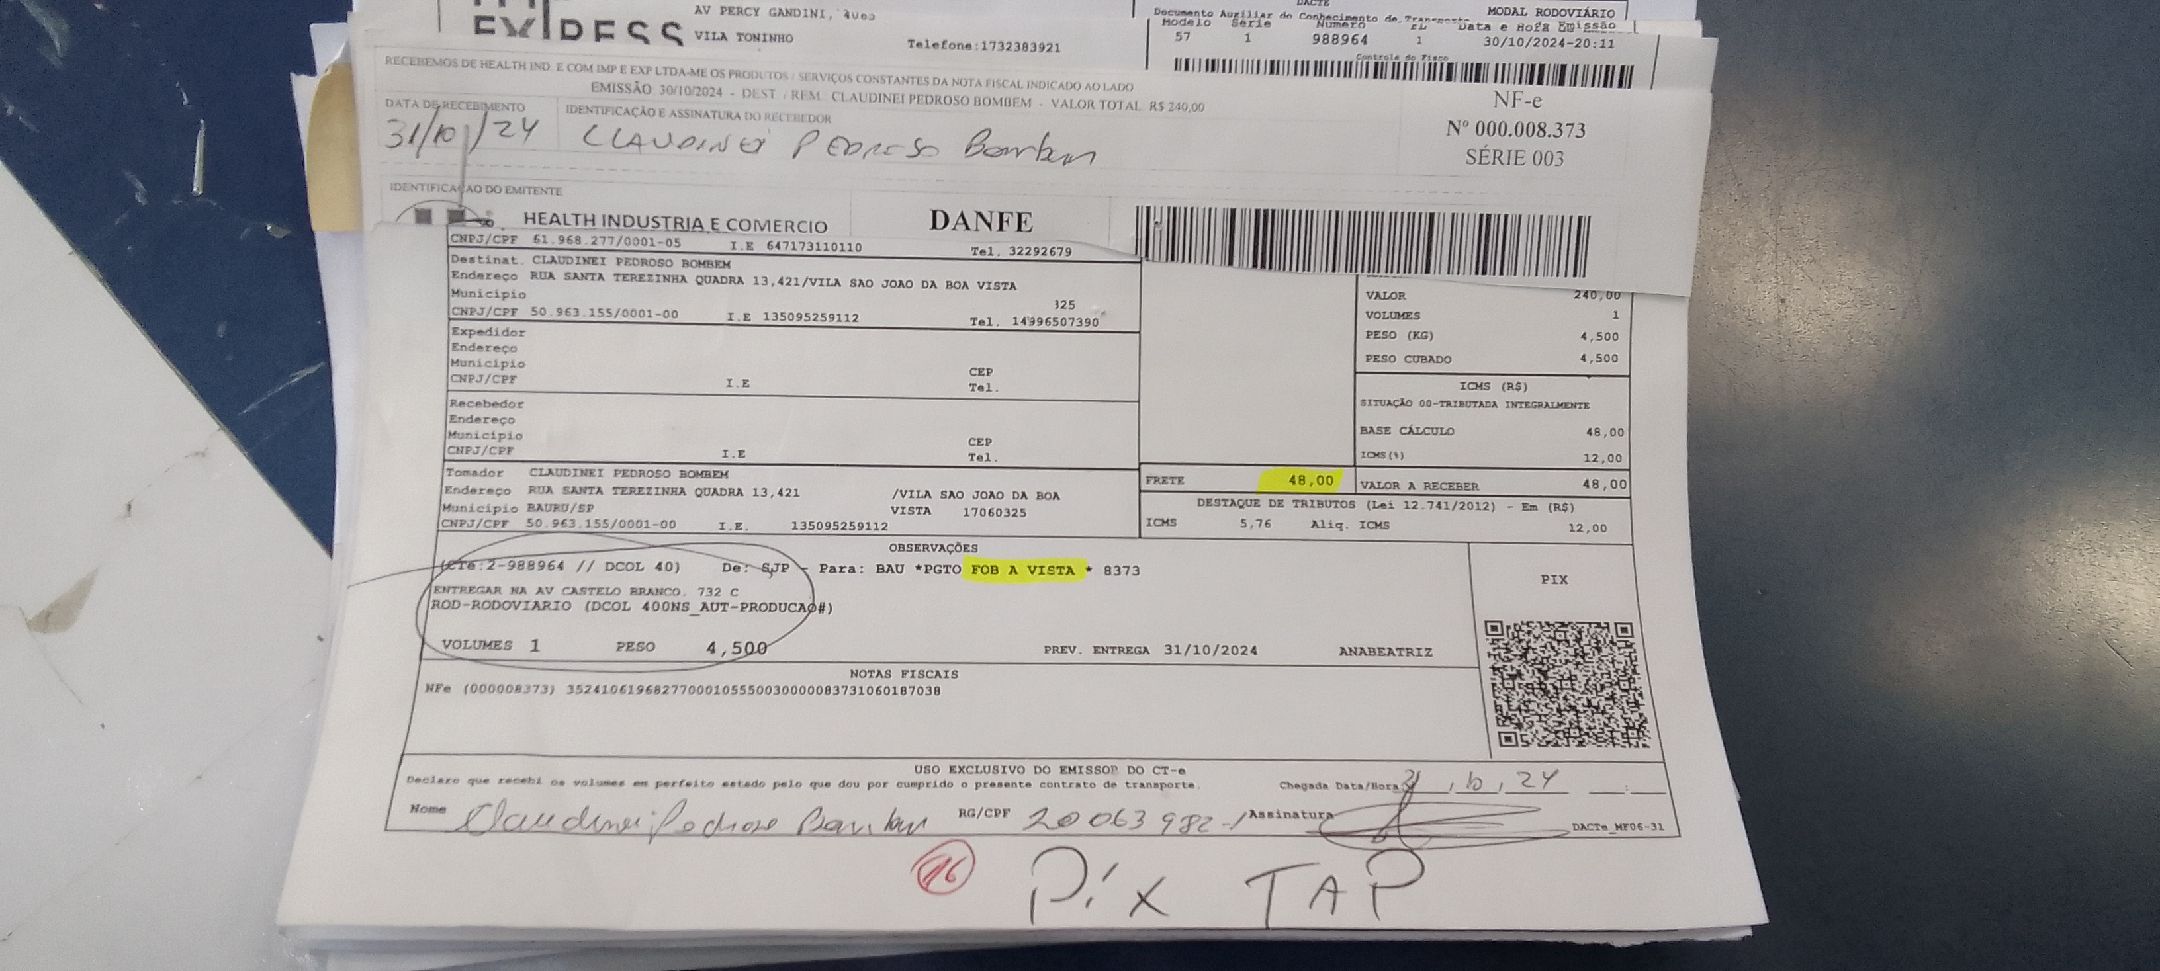 EXPRESS
AV PERCY GANDINI,
VILA TONINHO
Telefone:1732383921
DACTE
MODAL RODOVIÁRIO
Documento Auxiliar do Conhecimento de Transporte
Modelo Série Número FL Data e Hora Emissão
57 1 988964 1 30/10/2024-20:11
Controle do Fisco
RECEBEMOS DE HEALTH IND. E COM IMP E EXP LTDA-ME OS PRODUTOS / SERVIÇOS CONSTANTES DA NOTA FISCAL INDICADO AO LADO
EMISSÃO 30/10/2024 - DEST. / REM. CLAUDINEI PEDROSO BOMBEM - VALOR TOTAL R$ 240,00
DATA DE RECEBIMENTO
IDENTIFICAÇÃO E ASSINATURA DO RECEBEDOR
31/10/24 CLAUDINEI PEDROSO Bombem
NF-e
Nº 000.008.373
SÉRIE 003
IDENTIFICAÇÃO DO EMITENTE
HEALTH INDUSTRIA E COMERCIO
DANFE
CNPJ/CPF 61.968.277/0001-05 I.E 647173110110 Tel. 32292679
Destinat. CLAUDINEI PEDROSO BOMBEM
Endereço RUA SANTA TEREZINHA QUADRA 13,421/VILA SAO JOAO DA BOA VISTA
Municipio 325
CNPJ/CPF 50.963.155/0001-00 I.E 135095259112 Tel. 14996507390
Expedidor
Endereço
Municipio CEP
CNPJ/CPF I.E Tel.
Recebedor
Endereço
Municipio CEP
CNPJ/CPF I.E Tel.
Tomador CLAUDINEI PEDROSO BOMBEM
Endereço RUA SANTA TEREZINHA QUADRA 13,421 /VILA SAO JOAO DA BOA
Municipio BAURU/SP VISTA 17060325
CNPJ/CPF 50.963.155/0001-00 I.E. 135095259112
VALOR 240,00
VOLUMES 1
PESO (KG) 4,500
PESO CUBADO 4,500
ICMS (R$)
SITUAÇÃO 00-TRIBUTADA INTEGRALMENTE
BASE CÁLCULO 48,00
ICMS(%) 12,00
FRETE 48,00 VALOR A RECEBER 48,00
DESTAQUE DE TRIBUTOS (Lei 12.741/2012) - Em (R$)
ICMS 5,76 Aliq. ICMS 12,00
OBSERVAÇÕES
(CTe:2-988964 // DCOL 40) De: SJP - Para: BAU *PGTO FOB A VISTA * 8373
ENTREGAR NA AV CASTELO BRANCO. 732 C
ROD-RODOVIARIO (DCOL 400NS_AUT-PRODUCAO#)
VOLUMES 1 PESO 4,500 PREV. ENTREGA 31/10/2024 ANABEATRIZ
PIX
NOTAS FISCAIS
NFe (000008373) 35241061968277000105550030000083731060187038
USO EXCLUSIVO DO EMISSOR DO CT-e
Declaro que recebi os volumes em perfeito estado pelo que dou por cumprido o presente contrato de transporte.
Chegada Data/Hora 31,10,24 __:__
Nome Claudinei Pedroso Bombem RG/CPF 20063982-1 Assinatura
DACTe_MF06-31
16
Pix TAP